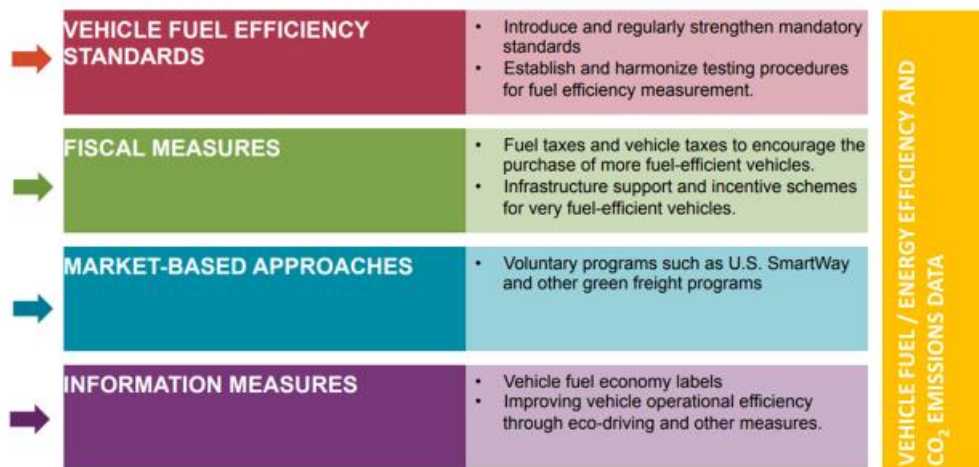 VEHICLE FUEL EFFICIENCY
STANDARDS
• Introduce and regularly strengthen mandatory
standards
• Establish and harmonize testing procedures
for fuel efficiency measurement.
FISCAL MEASURES
• Fuel taxes and vehicle taxes to encourage the
purchase of more fuel-efficient vehicles.
• Infrastructure support and incentive schemes
for very fuel-efficient vehicles.
MARKET-BASED APPROACHES
• Voluntary programs such as U.S. SmartWay
and other green freight programs
INFORMATION MEASURES
• Vehicle fuel economy labels
• Improving vehicle operational efficiency
through eco-driving and other measures.
VEHICLE FUEL / ENERGY EFFICIENCY AND
CO₂ EMISSIONS DATA